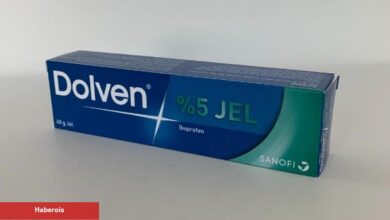 Dolven®
%5 JEL
İbuprofen
40 g Jel
SANOFI
Haberola